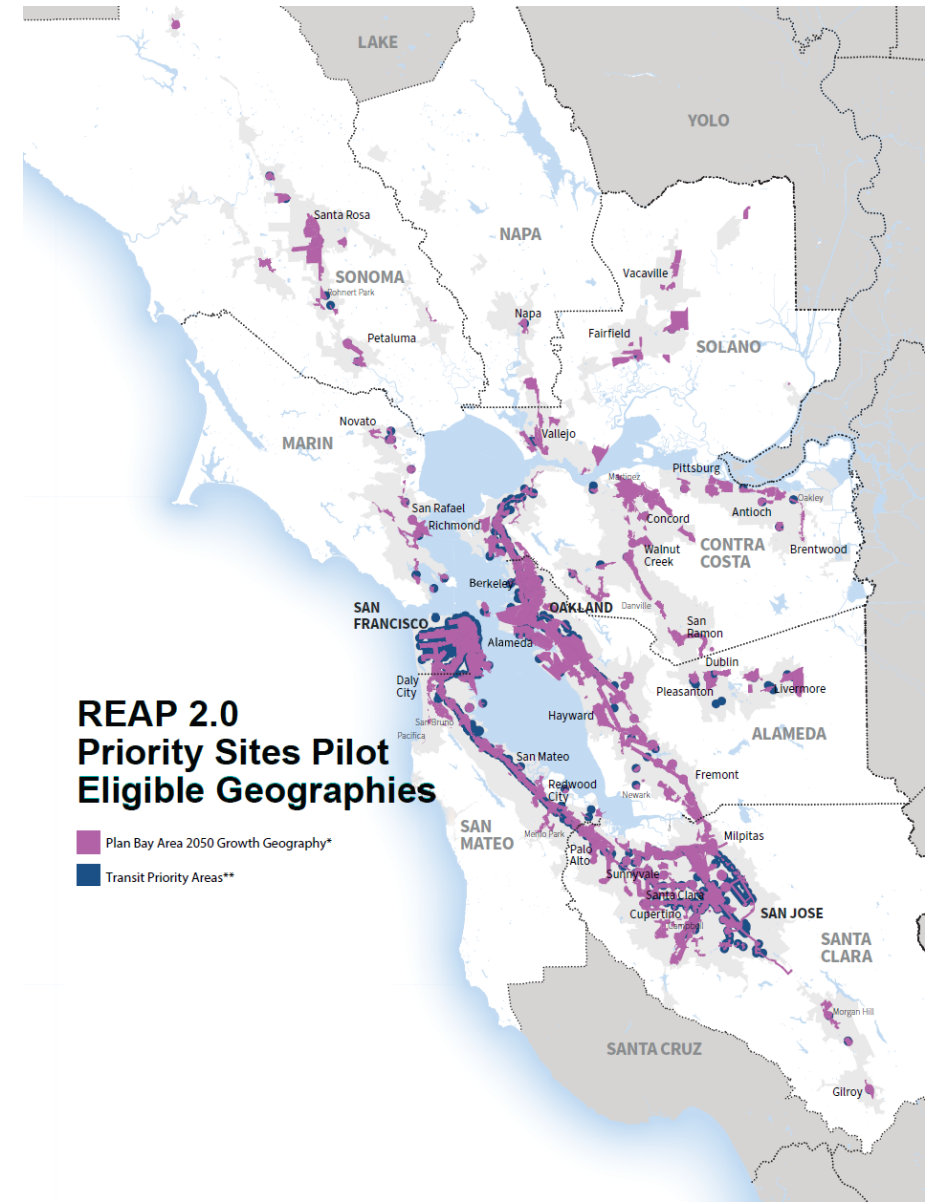 LAKE
YOLO
Santa Rosa
NAPA
SONOMA
Rohnert Park
Vacaville
Napa
Petaluma
Fairfield
SOLANO
Novato
MARIN
Vallejo
Pittsburg
Martinez
Oakley
San Rafael
Antioch
Richmond
Concord
CONTRA
COSTA
Walnut
Creek
Brentwood
Berkeley
Danville
OAKLAND
SAN
FRANCISCO
San
Ramon
Alameda
Dublin
Daly
City
Pleasanton
Livermore
Hayward
San Bruno
Pacifica
ALAMEDA
REAP 2.0
Priority Sites Pilot
Eligible Geographies
San Mateo
Fremont
Redwood
City
Newark
SAN
MATEO
Menlo Park
Milpitas
Plan Bay Area 2050 Growth Geography*
Palo
Alto
Transit Priority Areas**
Sunnyvale
Santa Clara
Cupertino
Campbell
SAN JOSE
SANTA
CLARA
Morgan Hill
SANTA CRUZ
Gilroy